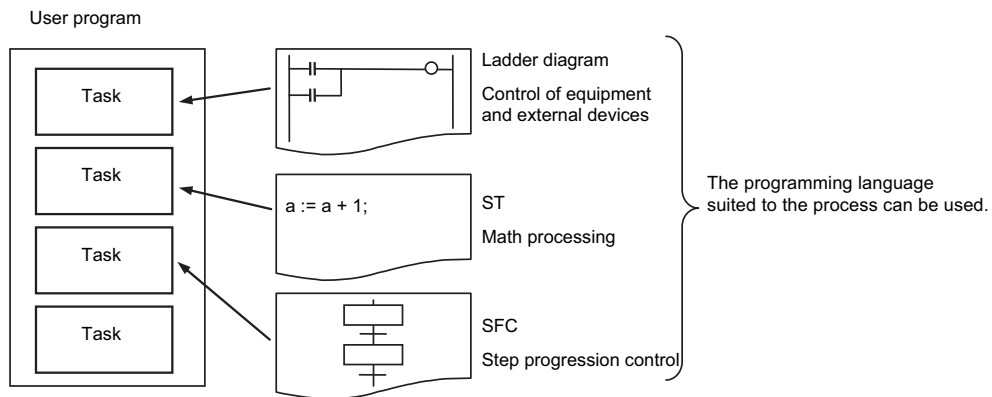 User program
Task
Task
Task
Task
Ladder diagram
Control of equipment
and external devices
a := a + 1;
ST
Math processing
SFC
Step progression control
The programming language
suited to the process can be used.